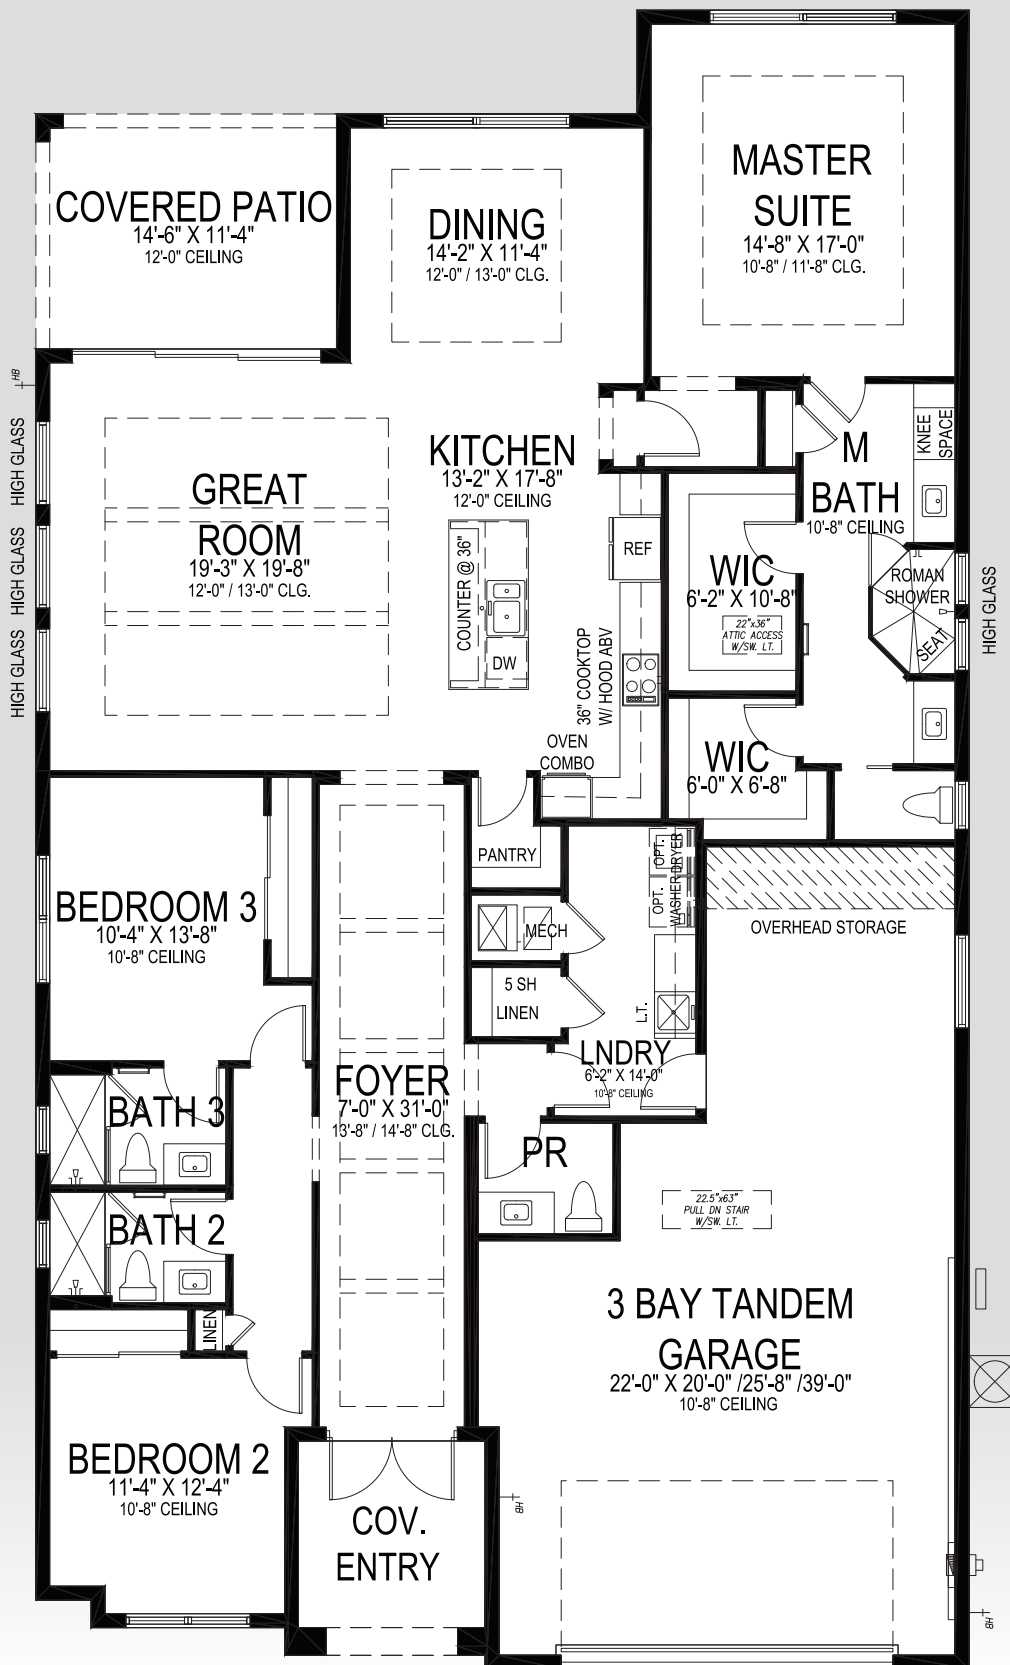 MASTER
SUITE
14'-8" X 17'-0"
10'-8" / 11'-8" CLG.
COVERED PATIO
14'-6" X 11'-4"
12'-0" CEILING
DINING
14'-2" X 11'-4"
12'-0" / 13'-0" CLG.
HB
HIGH GLASS
HIGH GLASS
HIGH GLASS
GREAT
ROOM
19'-3" X 19'-8"
12'-0" / 13'-0" CLG.
KITCHEN
13'-2" X 17'-8"
12'-0" CEILING
COUNTER @ 36"
DW
REF
36" COOKTOP
W/ HOOD ABV
OVEN
COMBO
M
BATH
10'-8" CEILING
KNEE
SPACE
ROMAN
SHOWER
SEAT
HIGH GLASS
WIC
6'-2" X 10'-8"
22"x36"
ATTIC ACCESS
W/SW. LT.
WIC
6'-0" X 6'-8"
PANTRY
OPT.
OPT.
WASHER DRYER
OVERHEAD STORAGE
BEDROOM 3
10'-4" X 13'-8"
10'-8" CEILING
MECH
5 SH
LINEN
L.T.
LNDRY
6'-2" X 14'-0"
10'-8" CEILING
FOYER
7'-0" X 31'-0"
13'-8" / 14'-8" CLG.
BATH 3
PR
BATH 2
22.5"x63"
PULL DN STAIR
W/SW. LT.
LINEN
3 BAY TANDEM
GARAGE
22'-0" X 20'-0" /25'-8" /39'-0"
10'-8" CEILING
BEDROOM 2
11'-4" X 12'-4"
10'-8" CEILING
COV.
ENTRY
HB
HB